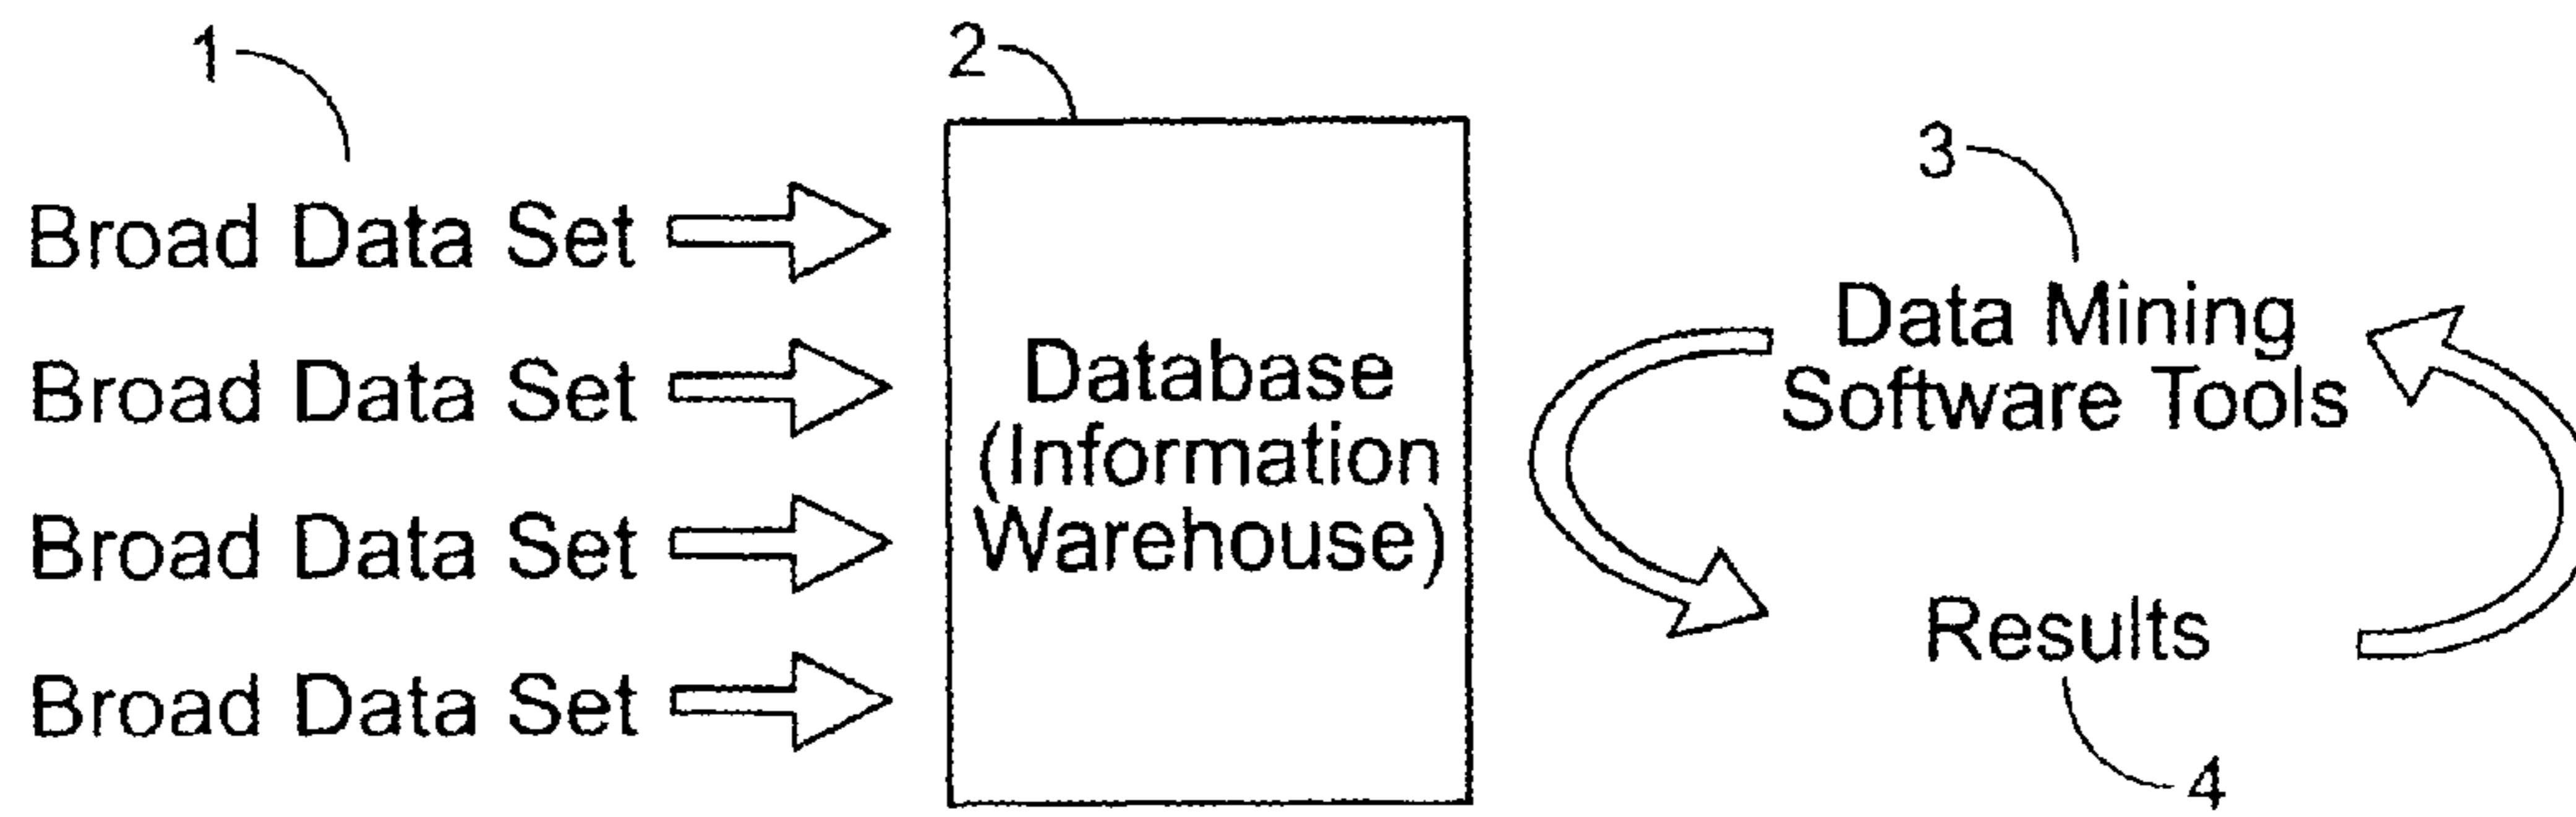 1
2
3
Broad Data Set
Broad Data Set
Broad Data Set
Broad Data Set
Database
(Information
Warehouse)
Data Mining
Software Tools
Results
4